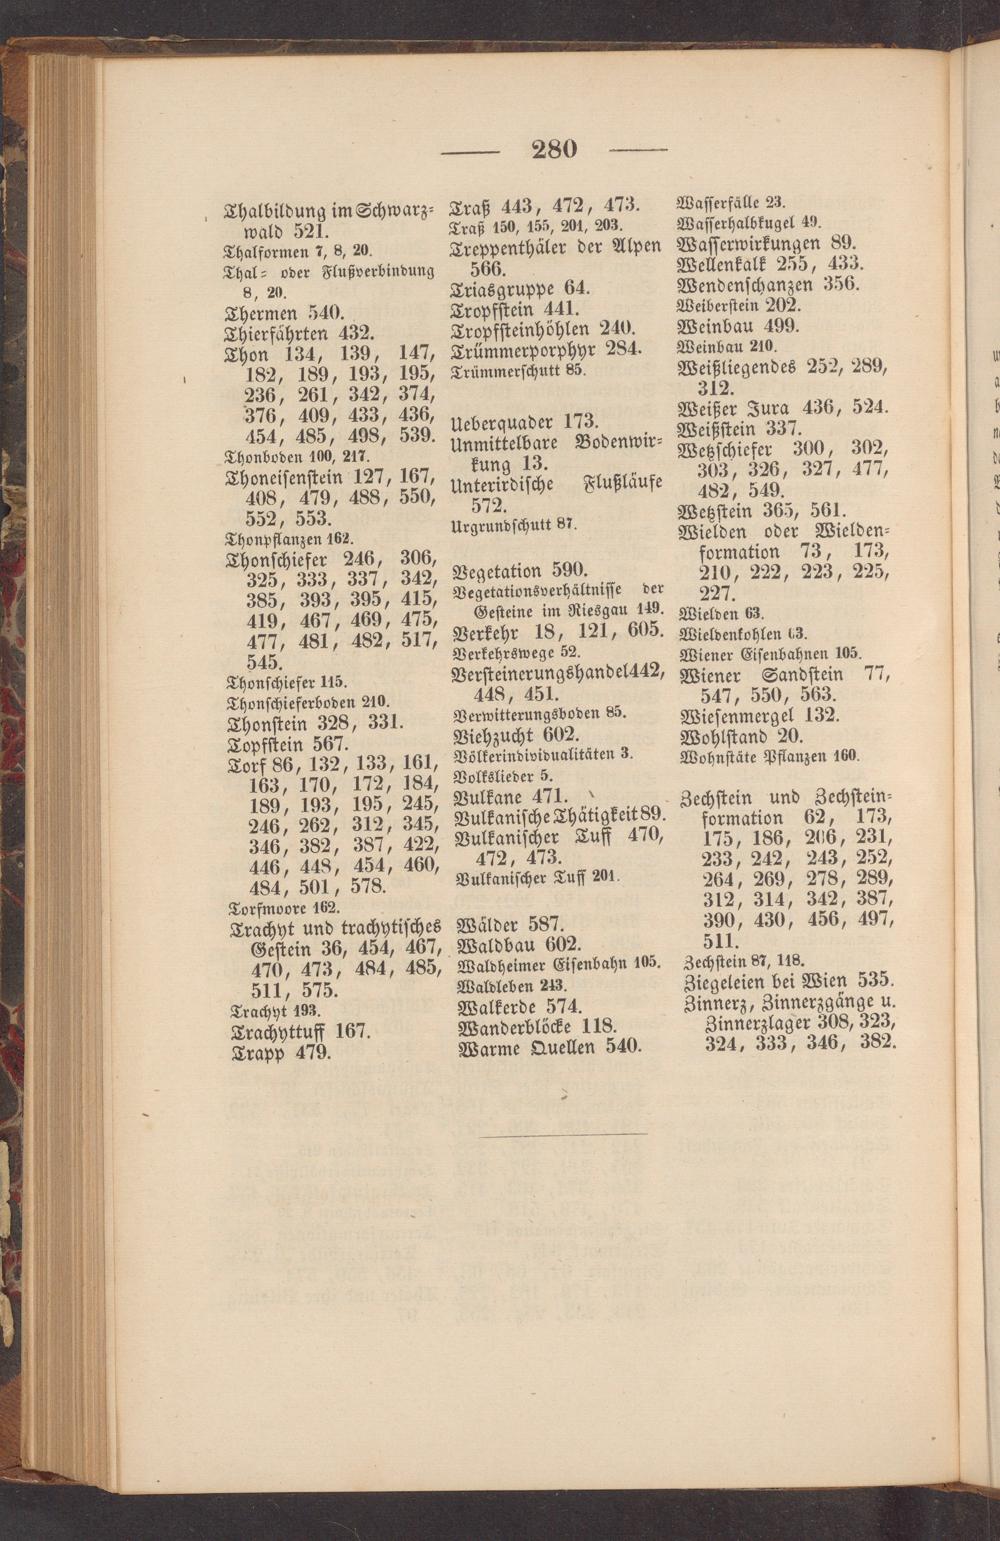 280
Thalbildung im Schwarz-
wald 521.
Thalformen 7, 8, 20.
Thal- oder Flußverbindung
8, 20.
Thermen 540.
Thierfährten 432.
Thon 134, 139, 147,
182, 189, 193, 195,
236, 261, 342, 374,
376, 409, 433, 436,
454, 485, 498, 539.
Thonboden 100, 217.
Thoneisenstein 127, 167,
408, 479, 488, 550,
552, 553.
Thonpflanzen 162.
Thonschiefer 246, 306,
325, 333, 337, 342,
385, 393, 395, 415,
419, 467, 469, 475,
477, 481, 482, 517,
545.
Thonschiefer 115.
Thonschieferboden 210.
Thonstein 328, 331.
Topfstein 567.
Torf 86, 132, 133, 161,
163, 170, 172, 184,
189, 193, 195, 245,
246, 262, 312, 345,
346, 382, 387, 422,
446, 448, 454, 460,
484, 501, 578.
Torfmoore 162.
Trachyt und trachytisches
Gestein 36, 454, 467,
470, 473, 484, 485,
511, 575.
Trachyt 193.
Trachyttuff 167.
Trapp 479.
Traß 443, 472, 473.
Traß 150, 155, 201, 203.
Treppenthäler der Alpen
566.
Triasgruppe 64.
Tropfstein 441.
Tropfsteinhöhlen 240.
Trümmerporphyr 284.
Trümmerschutt 85.
Ueberquader 173.
Unmittelbare Bodenwir-
kung 13.
Unterirdische Flußläufe
572.
Urgrundschutt 87.
Vegetation 590.
Vegetationsverhältnisse der
Gesteine im Riesgau 149.
Verkehr 18, 121, 605.
Verkehrswege 52.
Versteinerungshandel 442,
448, 451.
Verwitterungsboden 85.
Viehzucht 602.
Völkerindividualitäten 3.
Volkslieder 5.
Vulkane 471.
Vulkanische Thätigkeit 89.
Vulkanischer Tuff 470,
472, 473.
Vulkanischer Tuff 201.
Wälder 587.
Waldbau 602.
Waldheimer Eisenbahn 105.
Waldleben 243.
Walkerde 574.
Wanderblöcke 118.
Warme Quellen 540.
Wasserfälle 23.
Wasserhalbkugel 49.
Wasserwirkungen 89.
Wellenkalk 255, 433.
Wendenschanzen 356.
Weiberstein 202.
Weinbau 499.
Weinbau 210.
Weißliegendes 252, 289,
312.
Weißer Jura 436, 524.
Weißstein 337.
Wetzschiefer 300, 302,
303, 326, 327, 477,
482, 549.
Wetzstein 365, 561.
Wielden oder Wielden-
formation 73, 173,
210, 222, 223, 225,
227.
Wielden 63.
Wieldenkohlen 63.
Wiener Eisenbahnen 105.
Wiener Sandstein 77,
547, 550, 563.
Wiesenmergel 132.
Wohlstand 20.
Wohnstäte Pflanzen 160.
Zechstein und Zechstein-
formation 62, 173,
175, 186, 206, 231,
233, 242, 243, 252,
264, 269, 278, 289,
312, 314, 342, 387,
390, 430, 456, 497,
511.
Zechstein 87, 118.
Ziegeleien bei Wien 535.
Zinnerz, Zinnerzgänge u.
Zinnerzlager 308, 323,
324, 333, 346, 382.